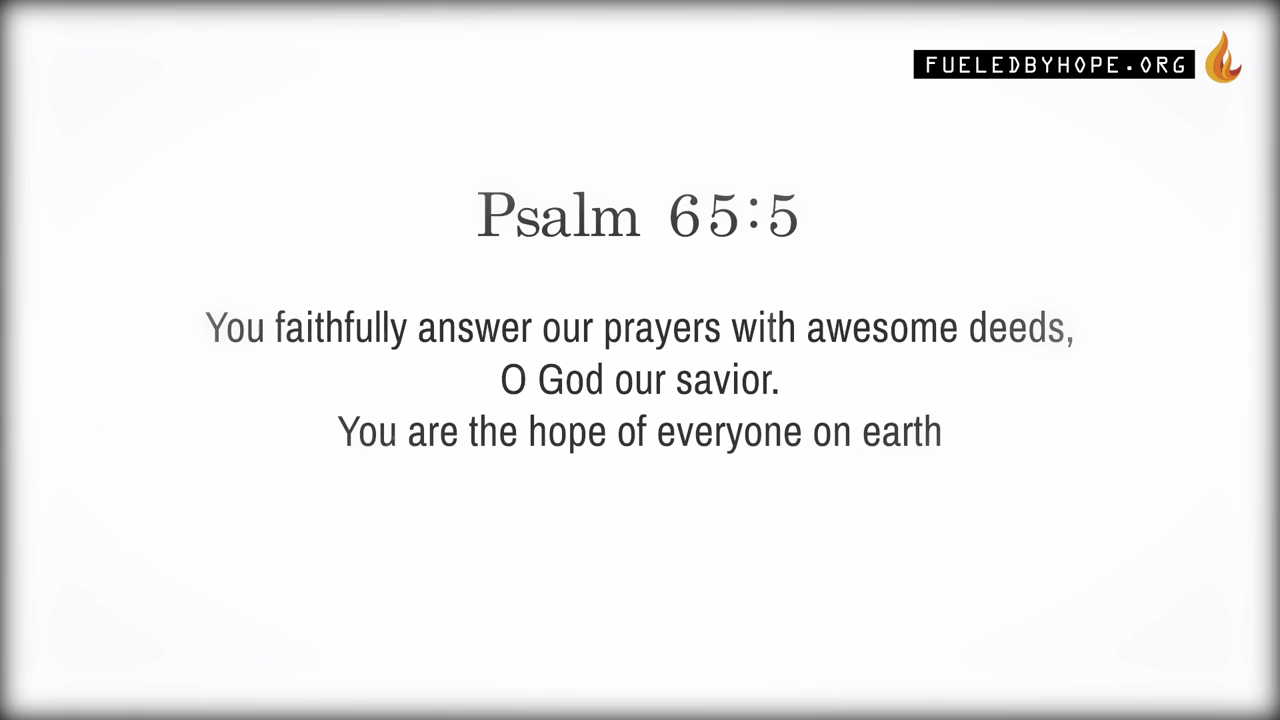 FUELEDBYHOPE.ORG
Psalm 65:5
You faithfully answer our prayers with awesome deeds,
O God our savior.
You are the hope of everyone on earth